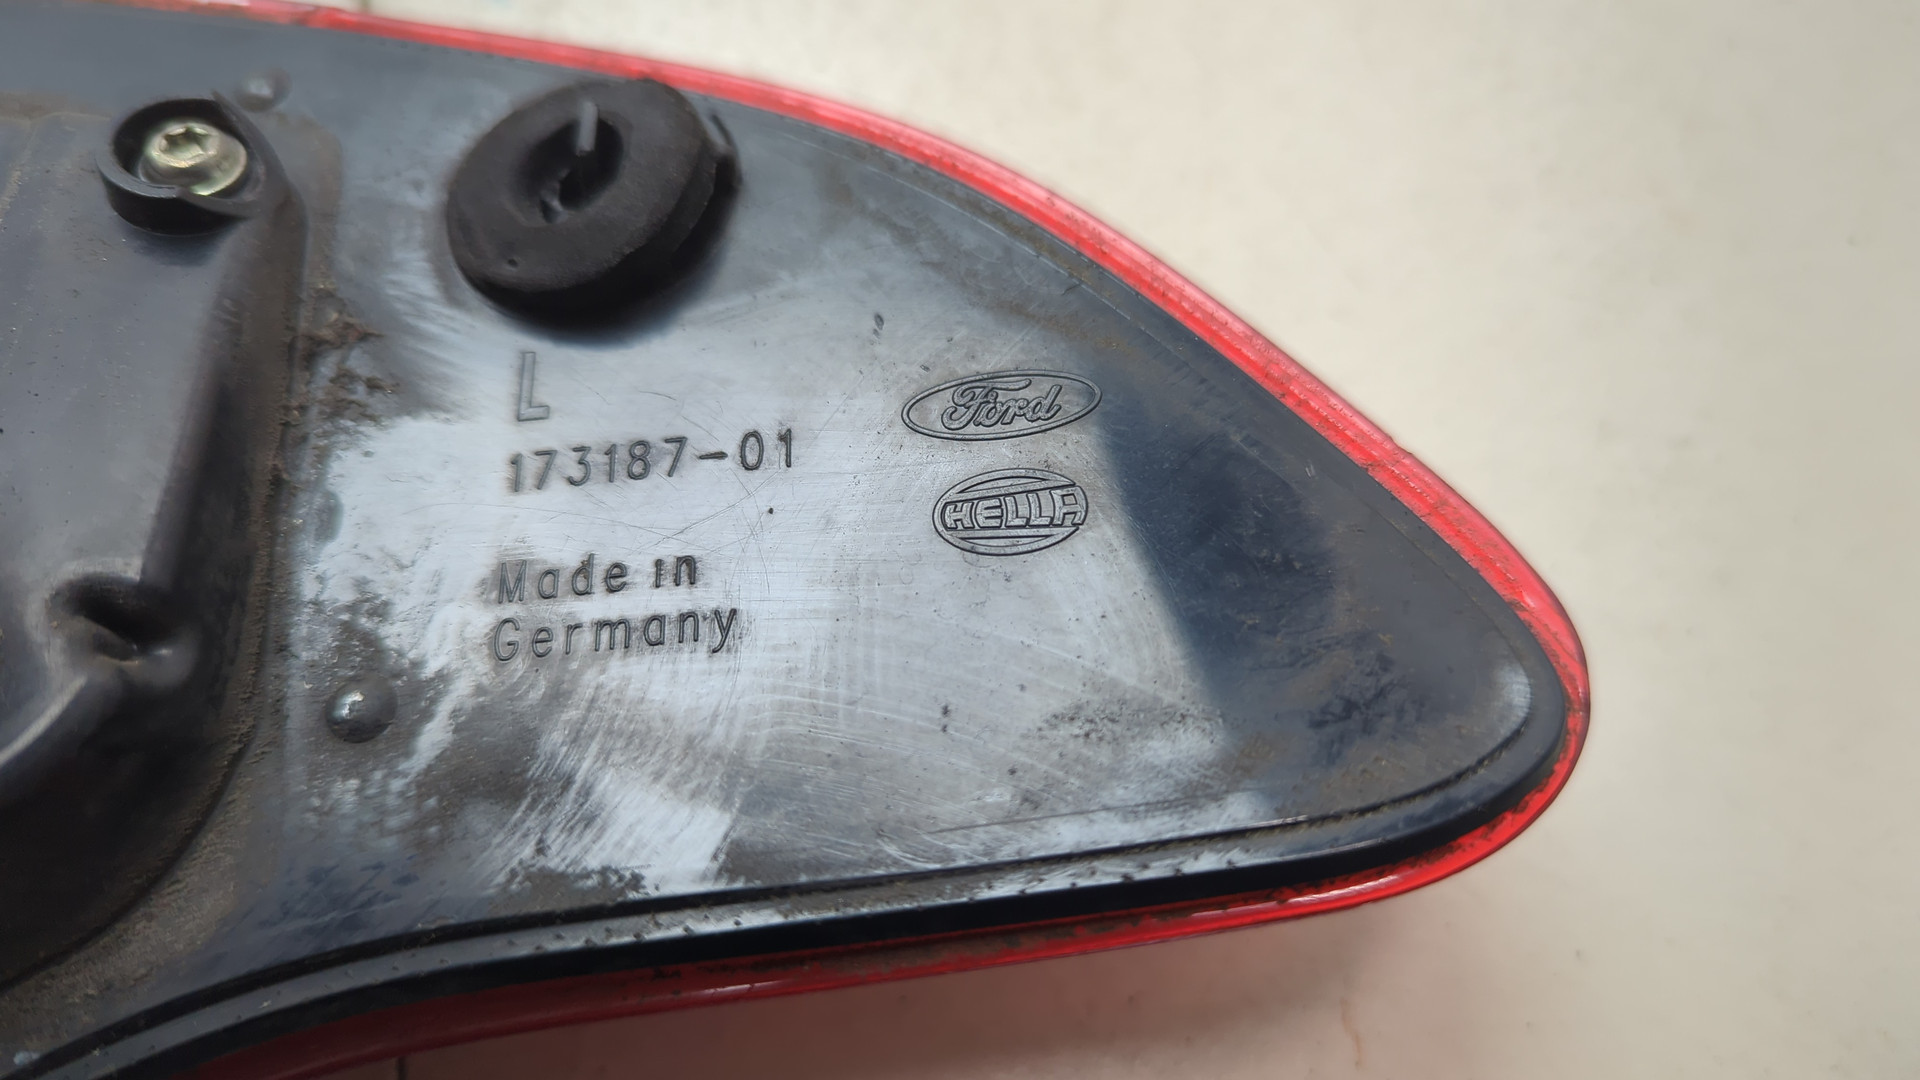 L
173187-01
Ford
HELLA
Made in
Germany